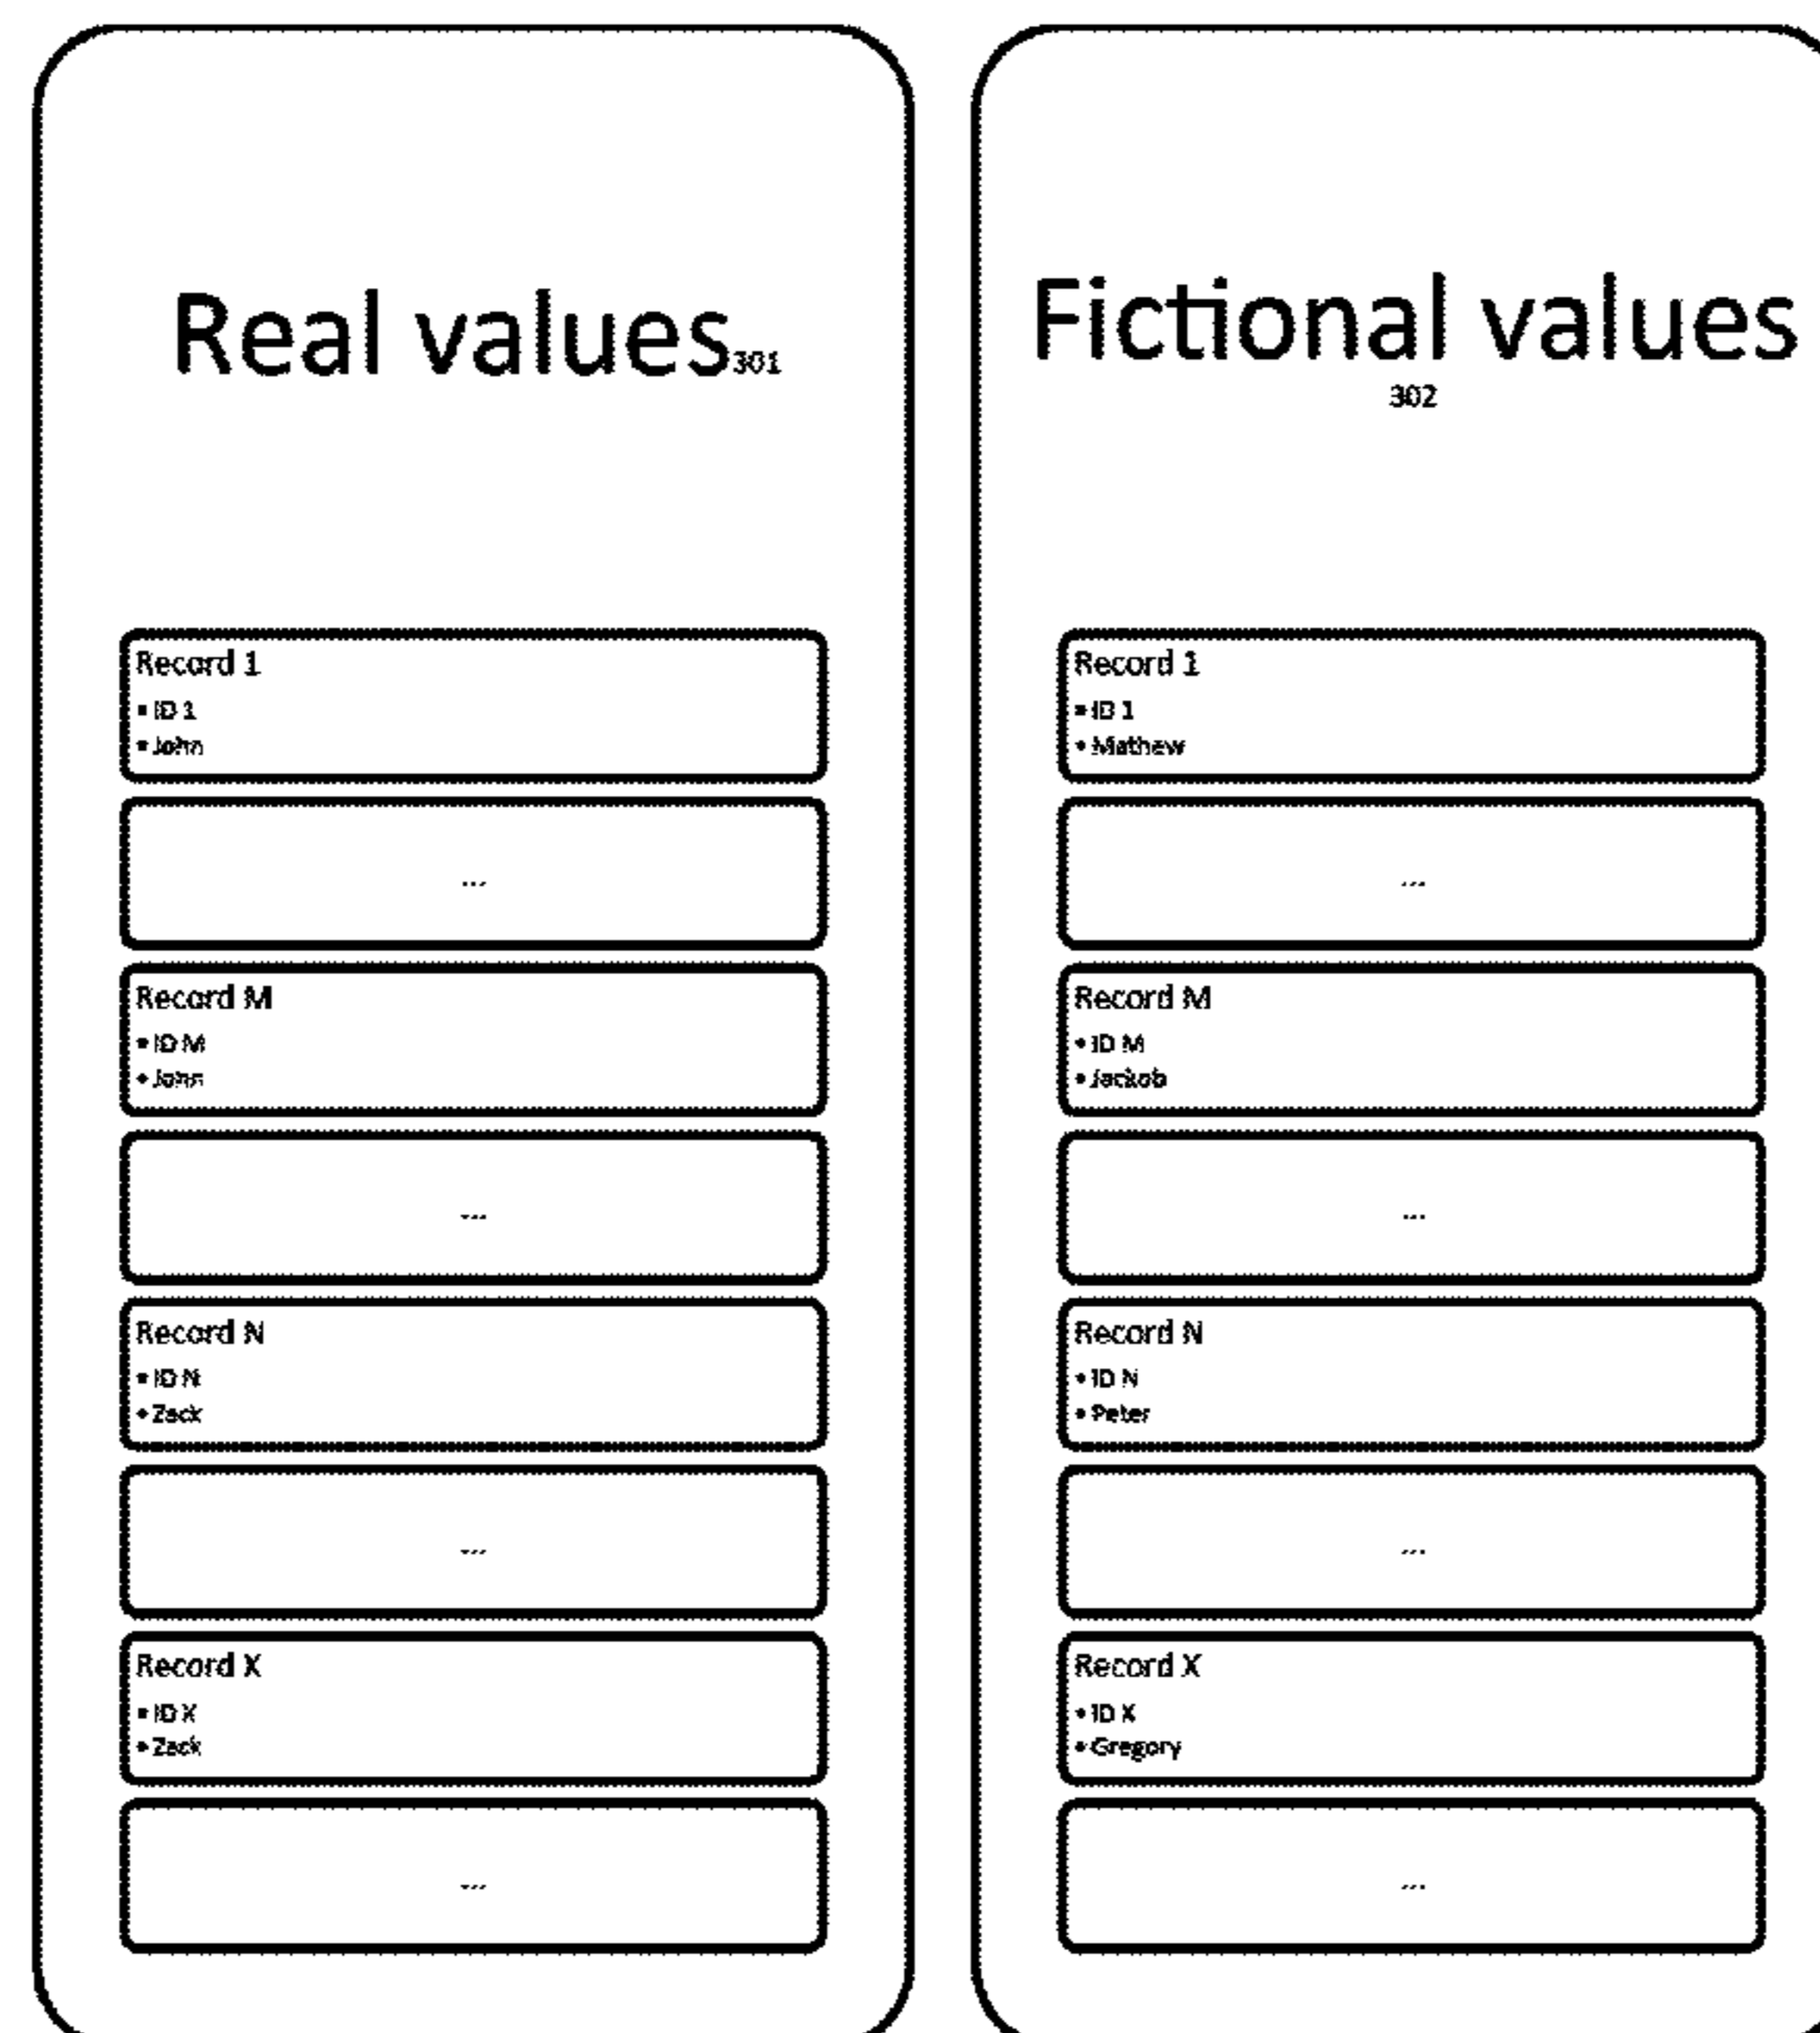 Real values301
Record 1
• ID 1
• John
...
Record M
• ID M
• John
...
Record N
• ID N
• Zack
...
Record X
• ID X
• Zack
...
Fictional values
302
Record 1
• ID 1
• Mathew
...
Record M
• ID M
• Jackob
...
Record N
• ID N
• Peter
...
Record X
• ID X
• Gregory
...